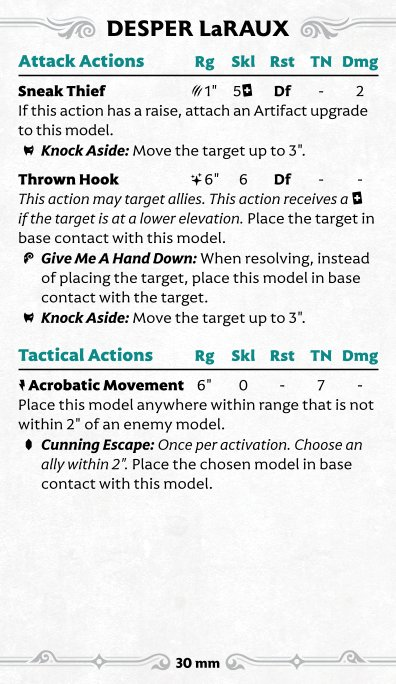 DESPER LaRAUX
Attack Actions Rg Skl Rst TN Dmg
Sneak Thief 1" 5 Df - 2
If this action has a raise, attach an Artifact upgrade
to this model.
Knock Aside: Move the target up to 3".
Thrown Hook 6" 6 Df - -
This action may target allies. This action receives a
if the target is at a lower elevation. Place the target in
base contact with this model.
Give Me A Hand Down: When resolving, instead
of placing the target, place this model in base
contact with the target.
Knock Aside: Move the target up to 3".
Tactical Actions Rg Skl Rst TN Dmg
Acrobatic Movement 6" 0 - 7 -
Place this model anywhere within range that is not
within 2" of an enemy model.
Cunning Escape: Once per activation. Choose an
ally within 2". Place the chosen model in base
contact with this model.
30 mm